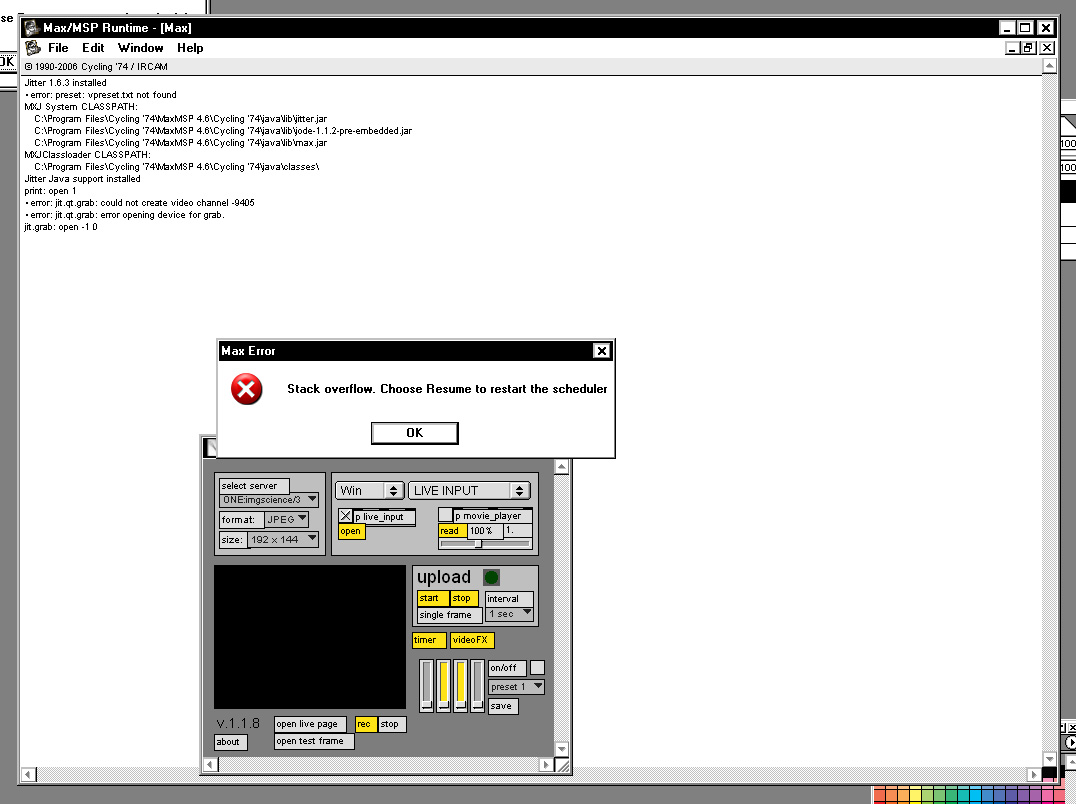 se
OK
Max/MSP Runtime - [Max]
File Edit Window Help
© 1990-2006 Cycling '74 / IRCAM
Jitter 1.6.3 installed
• error: preset: vpreset.txt not found
MXJ System CLASSPATH:
C:\Program Files\Cycling '74\MaxMSP 4.6\Cycling '74\java\lib\jitter.jar
C:\Program Files\Cycling '74\MaxMSP 4.6\Cycling '74\java\lib\jode-1.1.2-pre-embedded.jar
C:\Program Files\Cycling '74\MaxMSP 4.6\Cycling '74\java\lib\max.jar
MXJClassloader CLASSPATH:
C:\Program Files\Cycling '74\MaxMSP 4.6\Cycling '74\java\classes\
Jitter Java support installed
print: open 1
• error: jit.qt.grab: could not create video channel -9405
• error: jit.qt.grab: error opening device for grab.
jit.grab: open -1 0
100
100
Max Error
Stack overflow. Choose Resume to restart the scheduler
OK
select server
ONE:imgscience/3
format: JPEG
size: 192 x 144
Win LIVE INPUT
p live_input
open
p movie_player
read 100% 1.
upload
start stop interval
single frame 1 sec
timer videoFX
on/off
preset 1
save
v.1.1.8 open live page rec stop
about open test frame